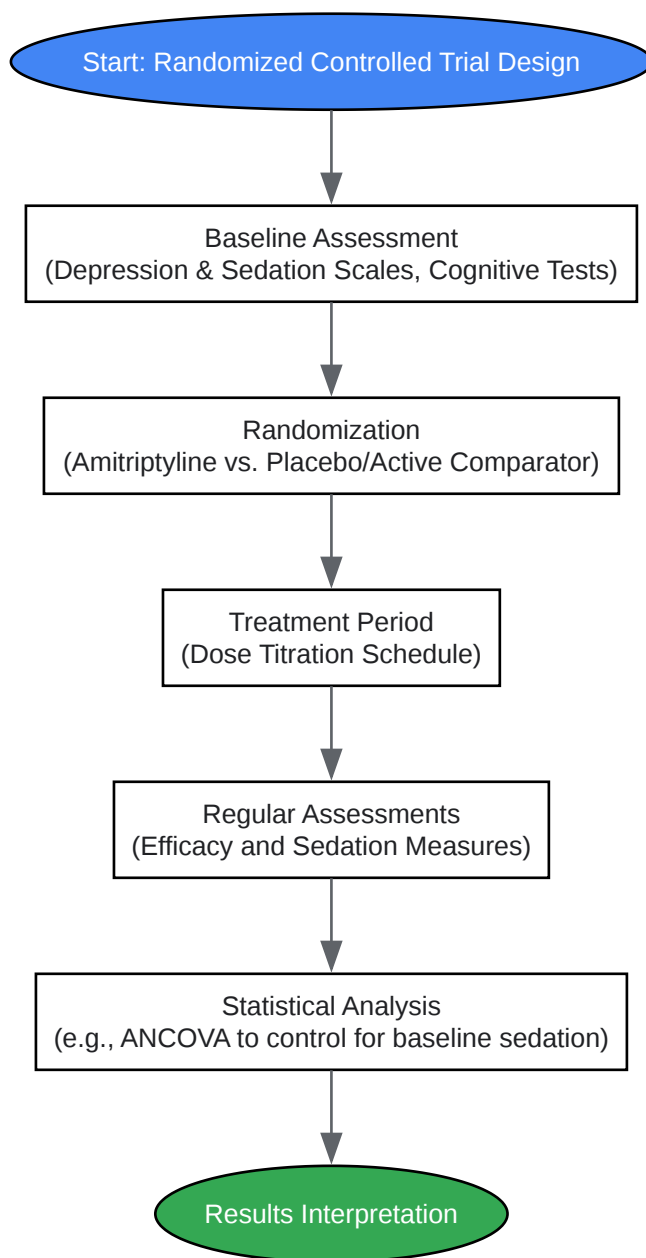 Start: Randomized Controlled Trial Design
Baseline Assessment
(Depression & Sedation Scales, Cognitive Tests)
Randomization
(Amitriptyline vs. Placebo/Active Comparator)
Treatment Period
(Dose Titration Schedule)
Regular Assessments
(Efficacy and Sedation Measures)
Statistical Analysis
(e.g., ANCOVA to control for baseline sedation)
Results Interpretation